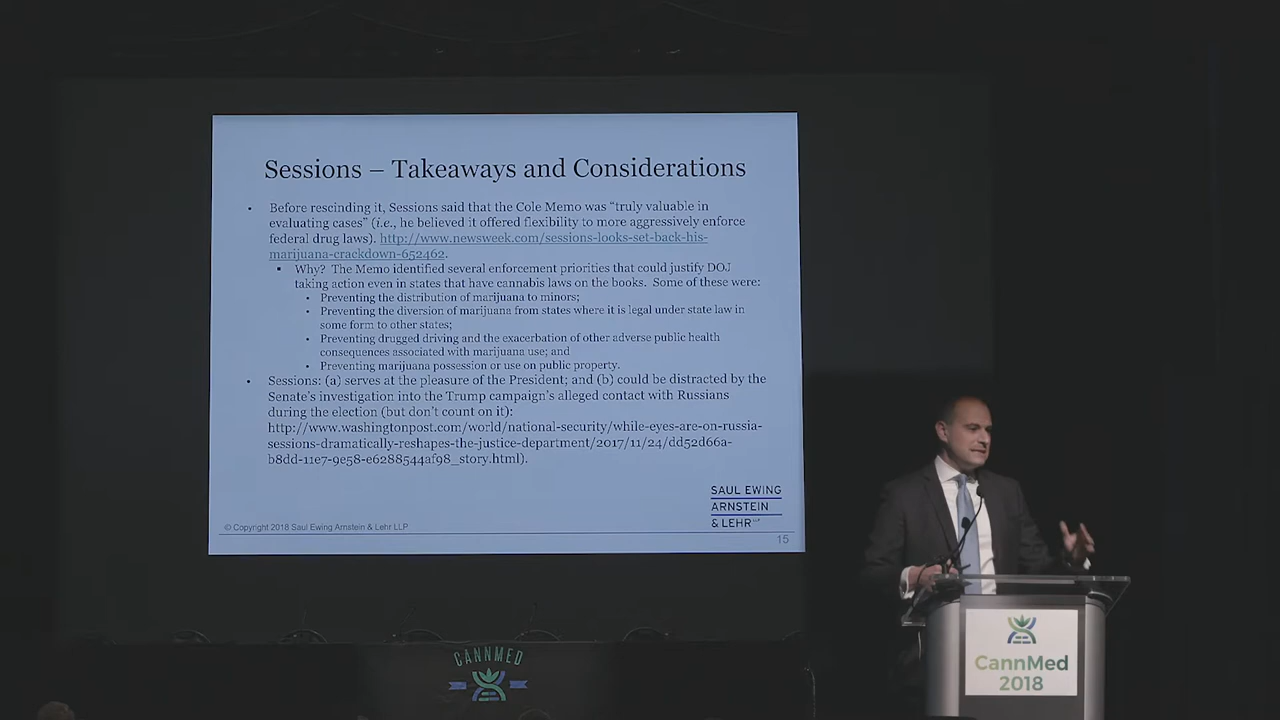 Sessions – Takeaways and Considerations
• Before rescinding it, Sessions said that the Cole Memo was “truly valuable in
evaluating cases” (i.e., he believed it offered flexibility to more aggressively enforce
federal drug laws). http://www.newsweek.com/sessions-looks-set-back-his-
marijuana-crackdown-652462.
▪ Why? The Memo identified several enforcement priorities that could justify DOJ
taking action even in states that have cannabis laws on the books. Some of these were:
• Preventing the distribution of marijuana to minors;
• Preventing the diversion of marijuana from states where it is legal under state law in
some form to other states;
• Preventing drugged driving and the exacerbation of other adverse public health
consequences associated with marijuana use; and
• Preventing marijuana possession or use on public property.
• Sessions: (a) serves at the pleasure of the President; and (b) could be distracted by the
Senate’s investigation into the Trump campaign’s alleged contact with Russians
during the election (but don’t count on it):
http://www.washingtonpost.com/world/national-security/while-eyes-are-on-russia-
sessions-dramatically-reshapes-the-justice-department/2017/11/24/dd52d66a-
b8dd-11e7-9e58-e6288544af98_story.html).
SAUL EWING
ARNSTEIN
& LEHR LLP
© Copyright 2018 Saul Ewing Arnstein & Lehr LLP
15
CANNMED
CannMed
2018